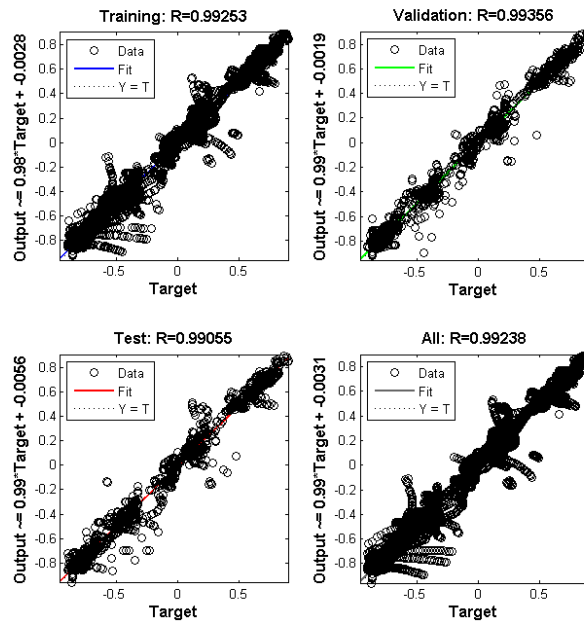 Training: R=0.99253
Output ~= 0.98*Target + -0.0028
0.8
0.6
0.4
0.2
0
-0.2
-0.4
-0.6
-0.8
Data
Fit
Y = T
-0.5
0
0.5
Target
Validation: R=0.99356
Output ~= 0.99*Target + -0.0019
0.8
0.6
0.4
0.2
0
-0.2
-0.4
-0.6
-0.8
Data
Fit
Y = T
-0.5
0
0.5
Target
Test: R=0.99055
Output ~= 0.99*Target + -0.0056
0.8
0.6
0.4
0.2
0
-0.2
-0.4
-0.6
-0.8
Data
Fit
Y = T
-0.5
0
0.5
Target
All: R=0.99238
Output ~= 0.99*Target + -0.0031
0.8
0.6
0.4
0.2
0
-0.2
-0.4
-0.6
-0.8
Data
Fit
Y = T
-0.5
0
0.5
Target